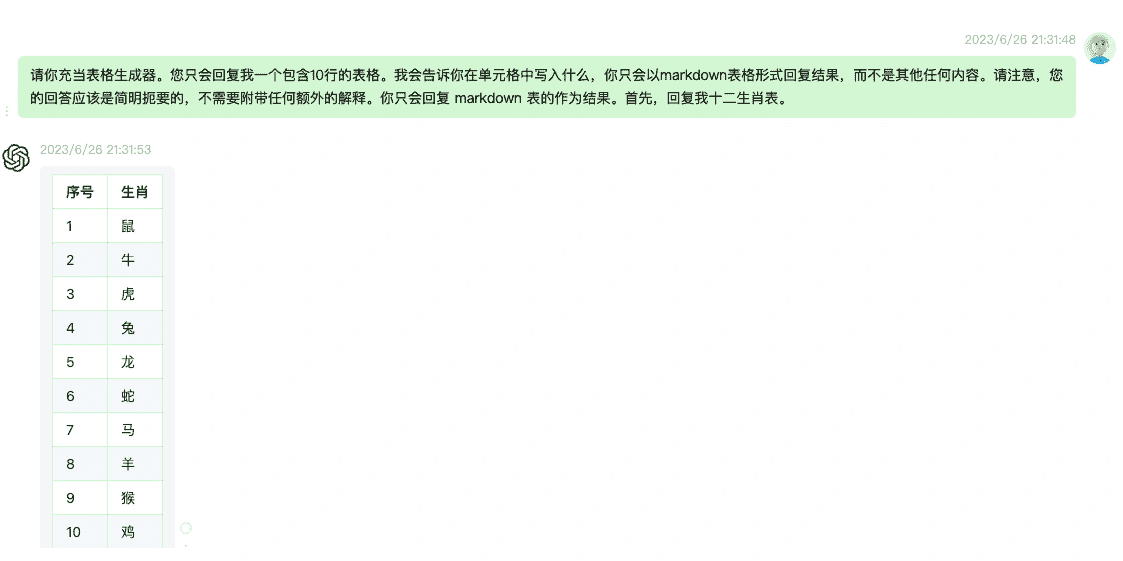 2023/6/26 21:31:48
请你充当表格生成器。您只会回复我一个包含10行的表格。我会告诉你在单元格中写入什么，你只会以markdown表格形式回复结果，而不是其他任何内容。请注意，您
的回答应该是简明扼要的，不需要附带任何额外的解释。你只会回复 markdown 表的作为结果。首先，回复我十二生肖表。
2023/6/26 21:31:53
序号 生肖
1 鼠
2 牛
3 虎
4 兔
5 龙
6 蛇
7 马
8 羊
9 猴
10 鸡